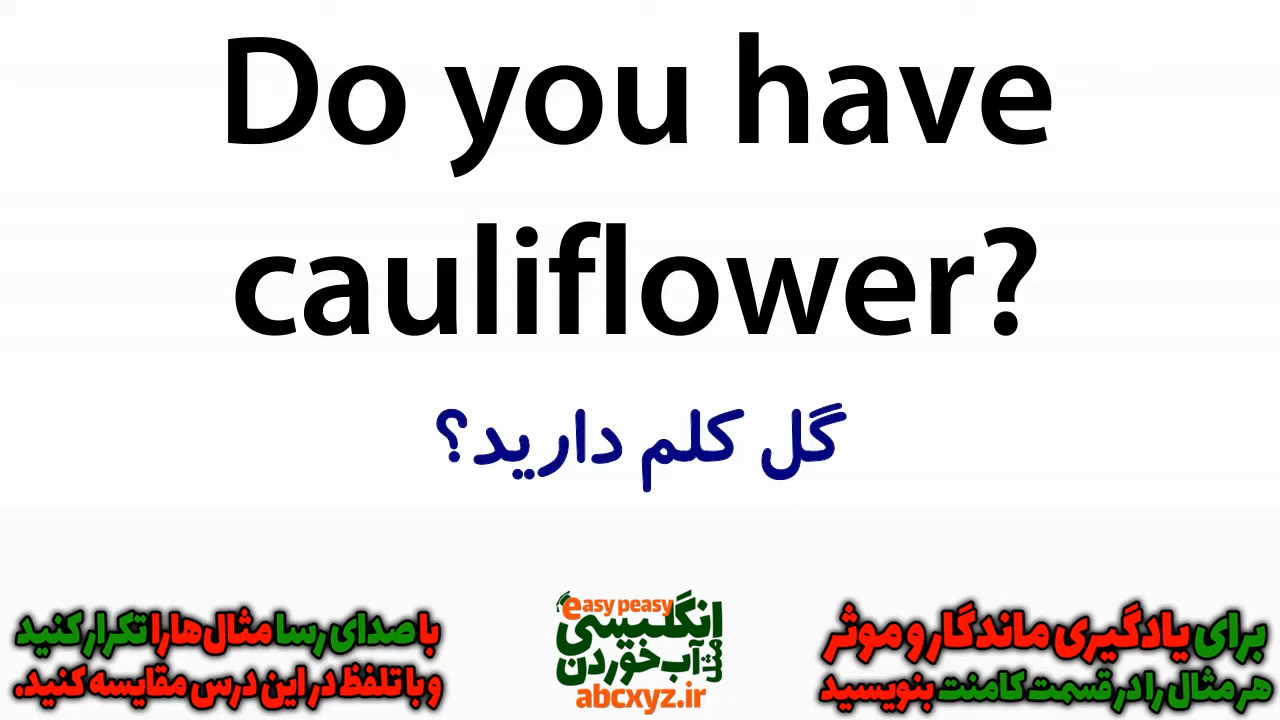 Do you have
cauliflower?
گل کلم دارید؟
برای یادگیری ماندگار و موثر
هر مثال را در قسمت کامنت بنویسید
easy peasy
انگلیسی
مثل آب خوردن
abcxyz.ir
با صدای رسا مثال‌ها را تکرار کنید
و با تلفظ در این درس مقایسه کنید.